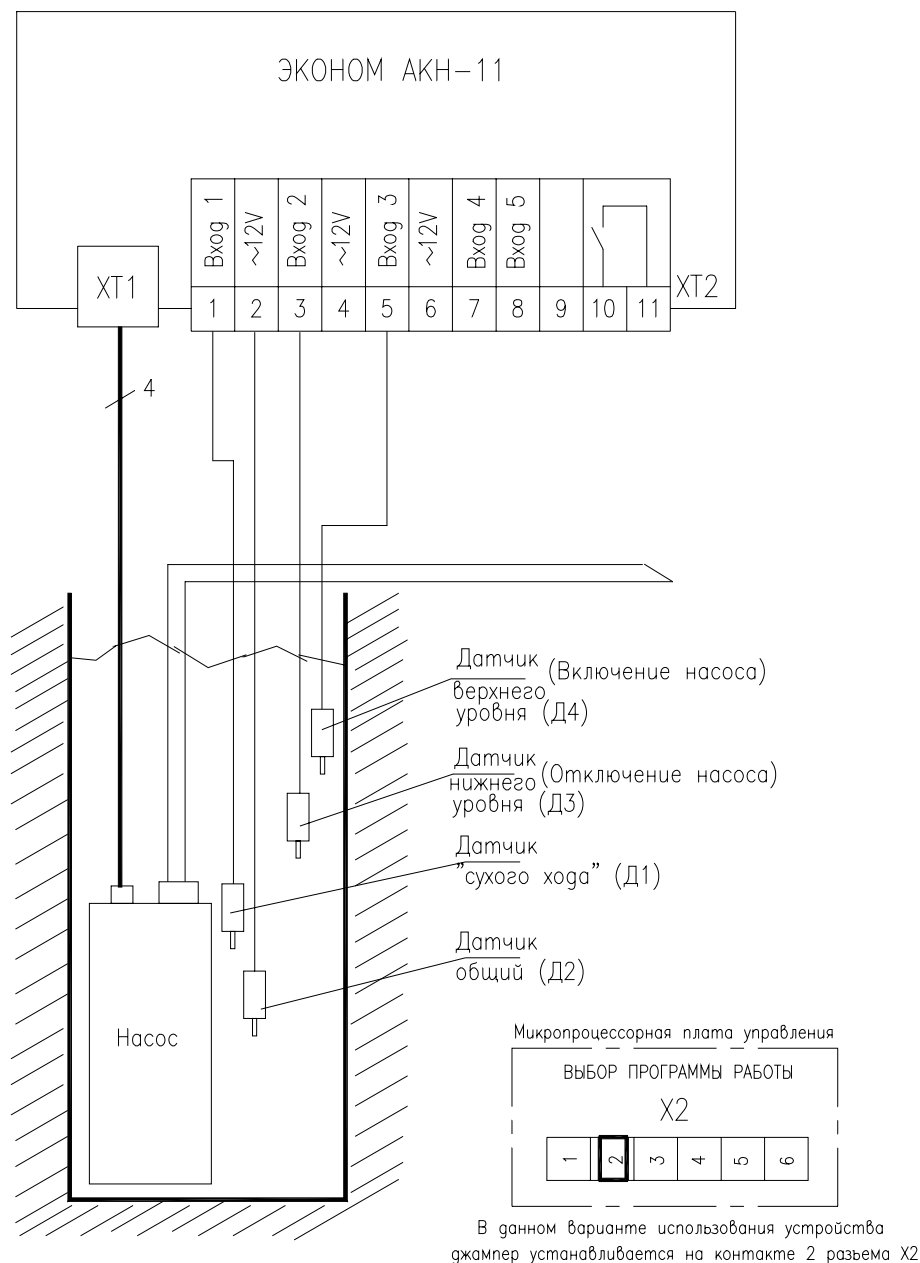 ЭКОНОМ АКН-11
Вход 1
~12V
Вход 2
~12V
Вход 3
~12V
Вход 4
Вход 5
XT1
XT2
1 2 3 4 5 6 7 8 9 10 11
4
Датчик (Включение насоса)
верхнего
уровня (Д4)
Датчик
нижнего (Отключение насоса)
уровня (Д3)
Датчик
"сухого хода" (Д1)
Датчик
общий (Д2)
Насос
Микропроцессорная плата управления
ВЫБОР ПРОГРАММЫ РАБОТЫ
X2
1 2 3 4 5 6
В данном варианте использования устройства
джампер устанавливается на контакте 2 разъема X2